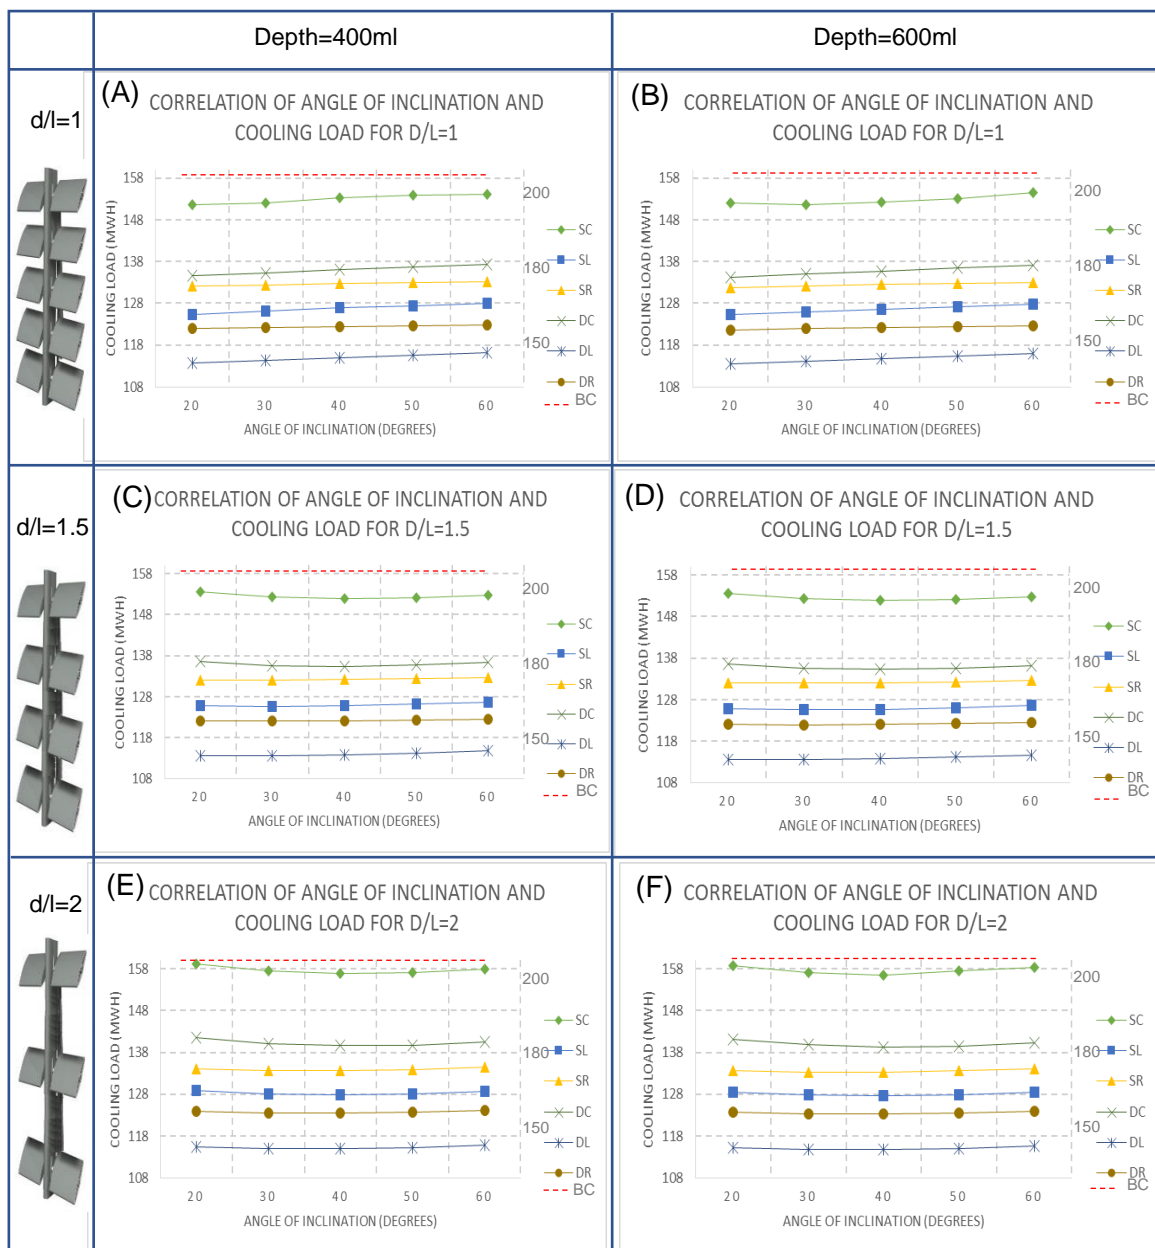 Depth=400ml
Depth=600ml
d/l=1
(A)
CORRELATION OF ANGLE OF INCLINATION AND
COOLING LOAD FOR D/L=1
COOLING LOAD (MWH)
158
148
138
128
118
108
200
180
150
20 30 40 50 60
ANGLE OF INCLINATION (DEGREES)
SC
SL
SR
DC
DL
DR
BC
(B)
CORRELATION OF ANGLE OF INCLINATION AND
COOLING LOAD FOR D/L=1
COOLING LOAD (MWH)
158
148
138
128
118
108
200
180
150
20 30 40 50 60
ANGLE OF INCLINATION (DEGREES)
SC
SL
SR
DC
DL
DR
BC
d/l=1.5
(C)
CORRELATION OF ANGLE OF INCLINATION AND
COOLING LOAD FOR D/L=1.5
COOLING LOAD (MWH)
158
148
138
128
118
108
200
180
150
20 30 40 50 60
ANGLE OF INCLINATION (DEGREES)
SC
SL
SR
DC
DL
DR
BC
(D)
CORRELATION OF ANGLE OF INCLINATION AND
COOLING LOAD FOR D/L=1.5
COOLING LOAD (MWH)
158
148
138
128
118
108
200
180
150
20 30 40 50 60
ANGLE OF INCLINATION (DEGREES)
SC
SL
SR
DC
DL
DR
BC
d/l=2
(E)
CORRELATION OF ANGLE OF INCLINATION AND
COOLING LOAD FOR D/L=2
COOLING LOAD (MWH)
158
148
138
128
118
108
200
180
150
20 30 40 50 60
ANGLE OF INCLINATION (DEGREES)
SC
SL
SR
DC
DL
DR
BC
(F)
CORRELATION OF ANGLE OF INCLINATION AND
COOLING LOAD FOR D/L=2
COOLING LOAD (MWH)
158
148
138
128
118
108
200
180
150
20 30 40 50 60
ANGLE OF INCLINATION (DEGREES)
SC
SL
SR
DC
DL
DR
BC